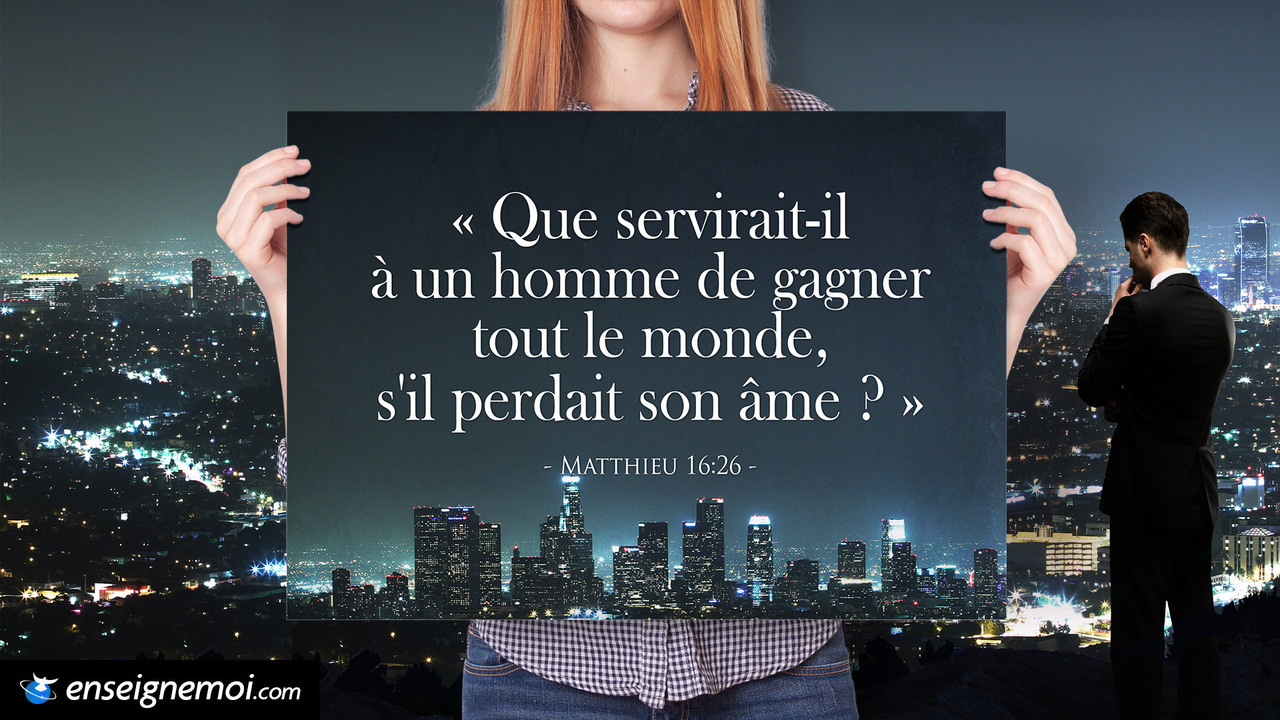 « Que servirait-il
à un homme de gagner
tout le monde,
s'il perdait son âme ? »
- MATTHIEU 16:26 -
enseignemoi.com